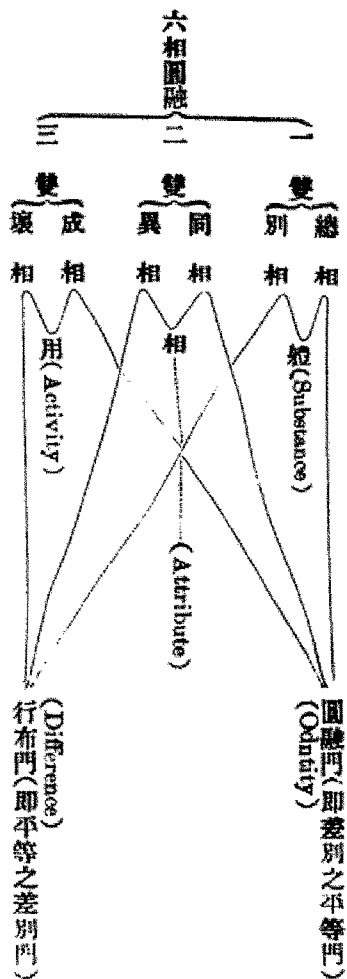 六相圓融
一雙
總相
別相
體(Substance)
二雙
同相
異相
相
(Attribute)
三雙
成相
壞相
用(Activity)
圓融門(即差別之平等門)
(Odntity)
行布門(即平等之差別門)
(Difference)